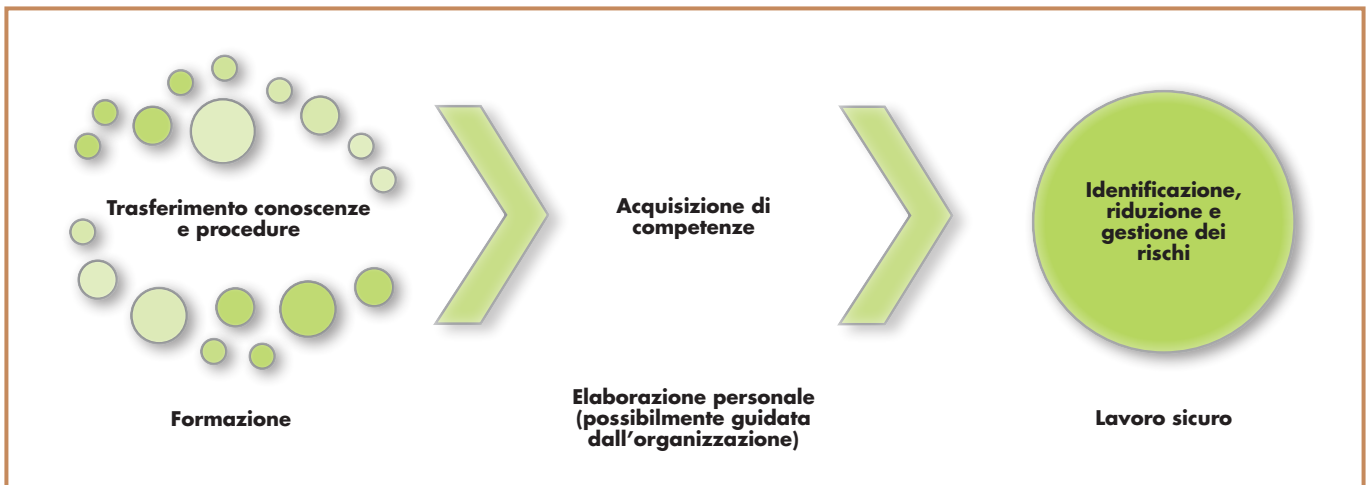 Trasferimento conoscenze
e procedure
Formazione
Acquisizione di
competenze
Elaborazione personale
(possibilmente guidata
dall'organizzazione)
Identificazione,
riduzione e
gestione dei
rischi
Lavoro sicuro